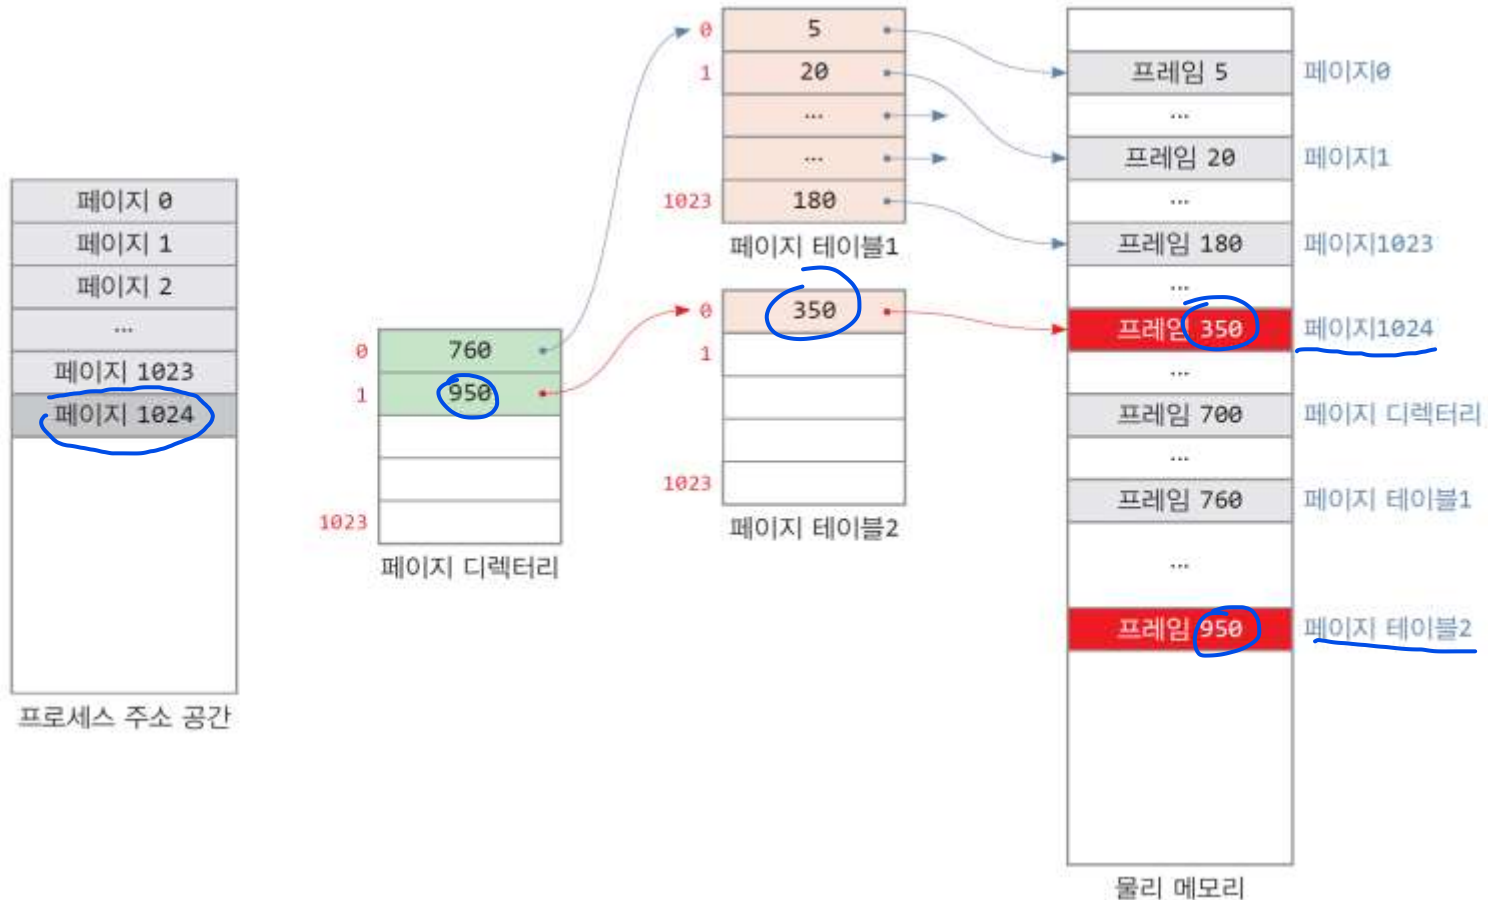 페이지 0
페이지 1
페이지 2
...
페이지 1023
페이지 1024
프로세스 주소 공간
0 760
1 950
1023
페이지 디렉터리
0 5
1 20
...
...
1023 180
페이지 테이블1
0 350
1
1023
페이지 테이블2
프레임 5 페이지0
...
프레임 20 페이지1
...
프레임 180 페이지1023
...
프레임 350 페이지1024
...
프레임 700 페이지 디렉터리
...
프레임 760 페이지 테이블1
...
프레임 950 페이지 테이블2
물리 메모리